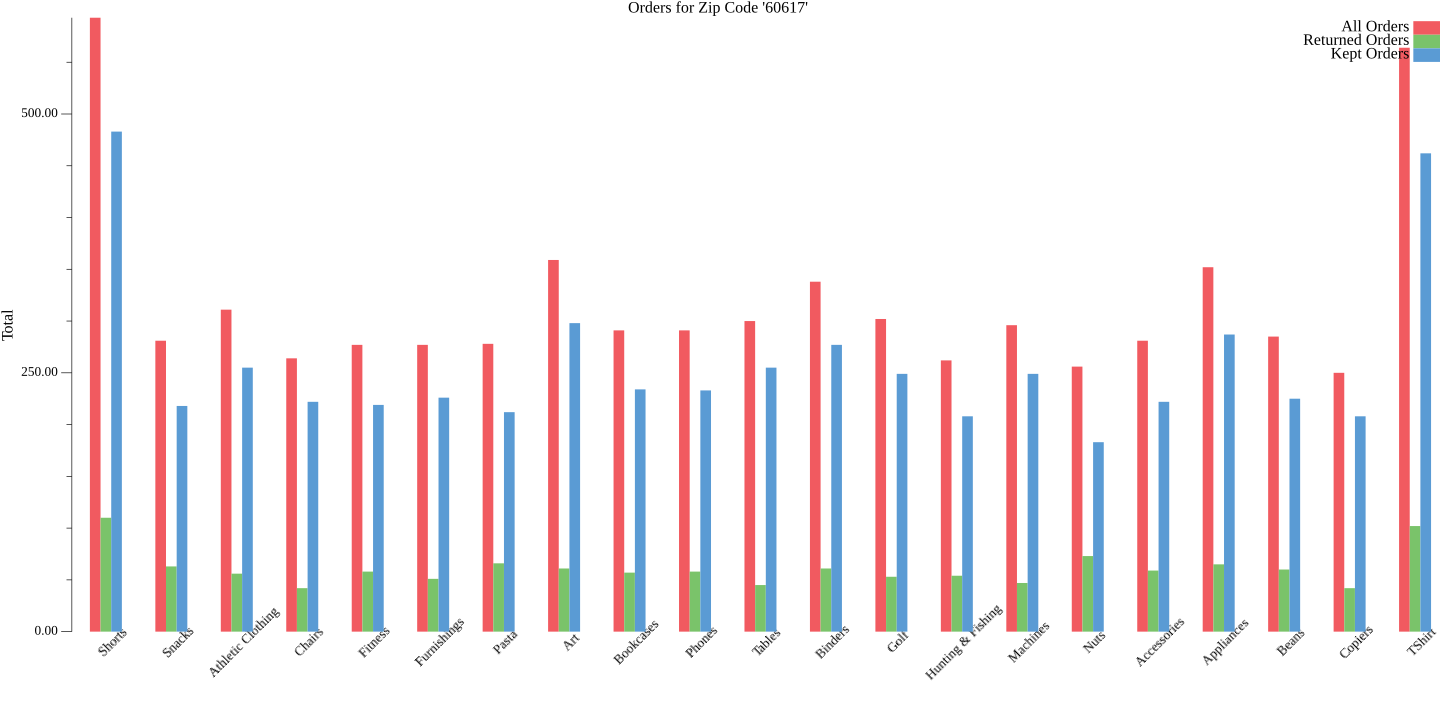 Orders for Zip Code '60617'
All Orders
Returned Orders
Kept Orders
500.00
250.00
0.00
Total
Shorts
Snacks
Athletic Clothing
Chairs
Fitness
Furnishings
Pasta
Art
Bookcases
Phones
Tables
Binders
Golf
Hunting & Fishing
Machines
Nuts
Accessories
Appliances
Beans
Copiers
TShirt